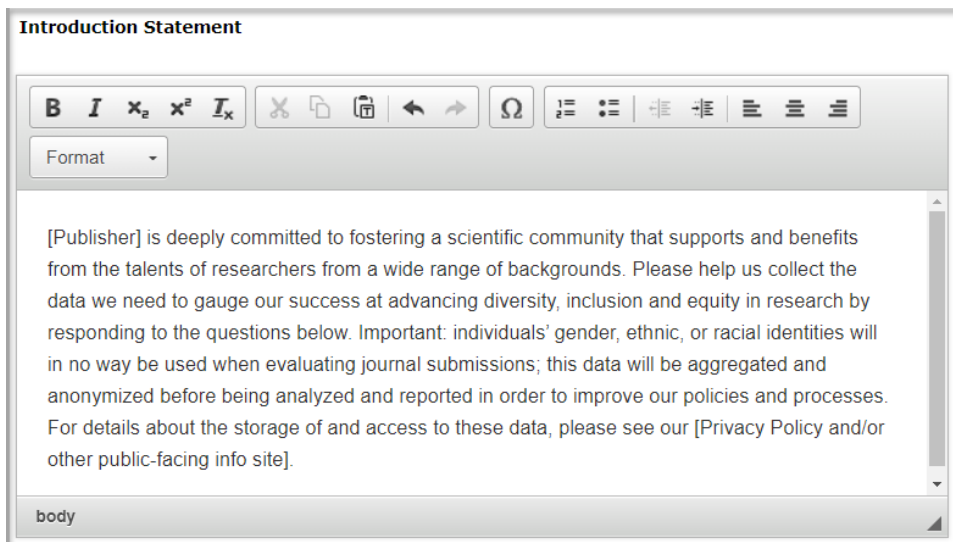 Introduction Statement
B I x₂ x² Iₓ Ω
Format
[Publisher] is deeply committed to fostering a scientific community that supports and benefits
from the talents of researchers from a wide range of backgrounds. Please help us collect the
data we need to gauge our success at advancing diversity, inclusion and equity in research by
responding to the questions below. Important: individuals’ gender, ethnic, or racial identities will
in no way be used when evaluating journal submissions; this data will be aggregated and
anonymized before being analyzed and reported in order to improve our policies and processes.
For details about the storage of and access to these data, please see our [Privacy Policy and/or
other public-facing info site].
body